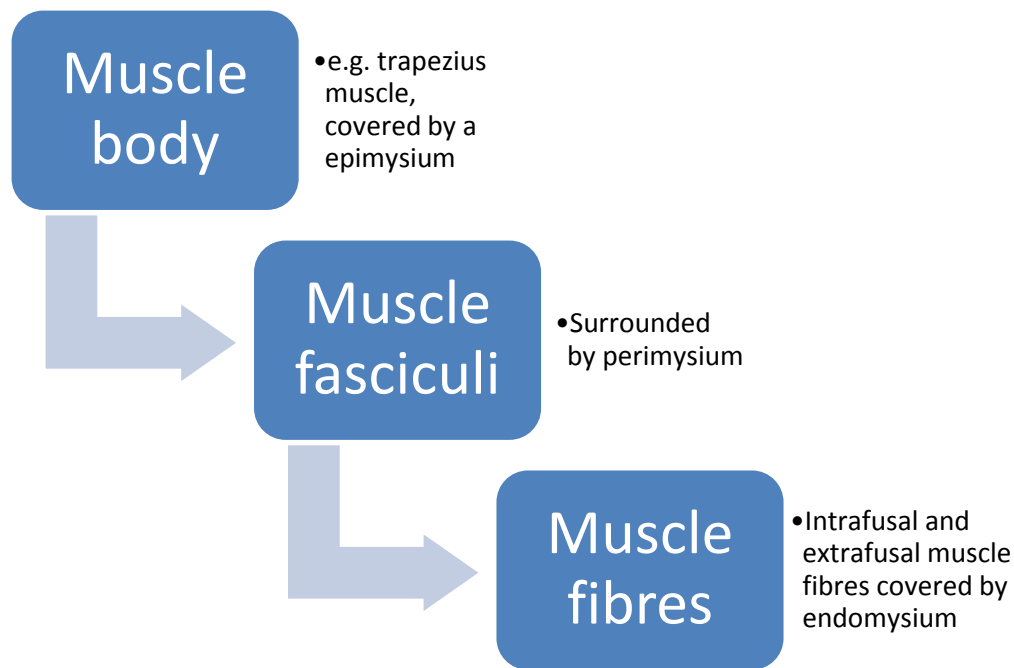 Muscle
body
•e.g. trapezius
muscle,
covered by a
epimysium
Muscle
fasciculi
•Surrounded
by perimysium
Muscle
fibres
•Intrafusal and
extrafusal muscle
fibres covered by
endomysium